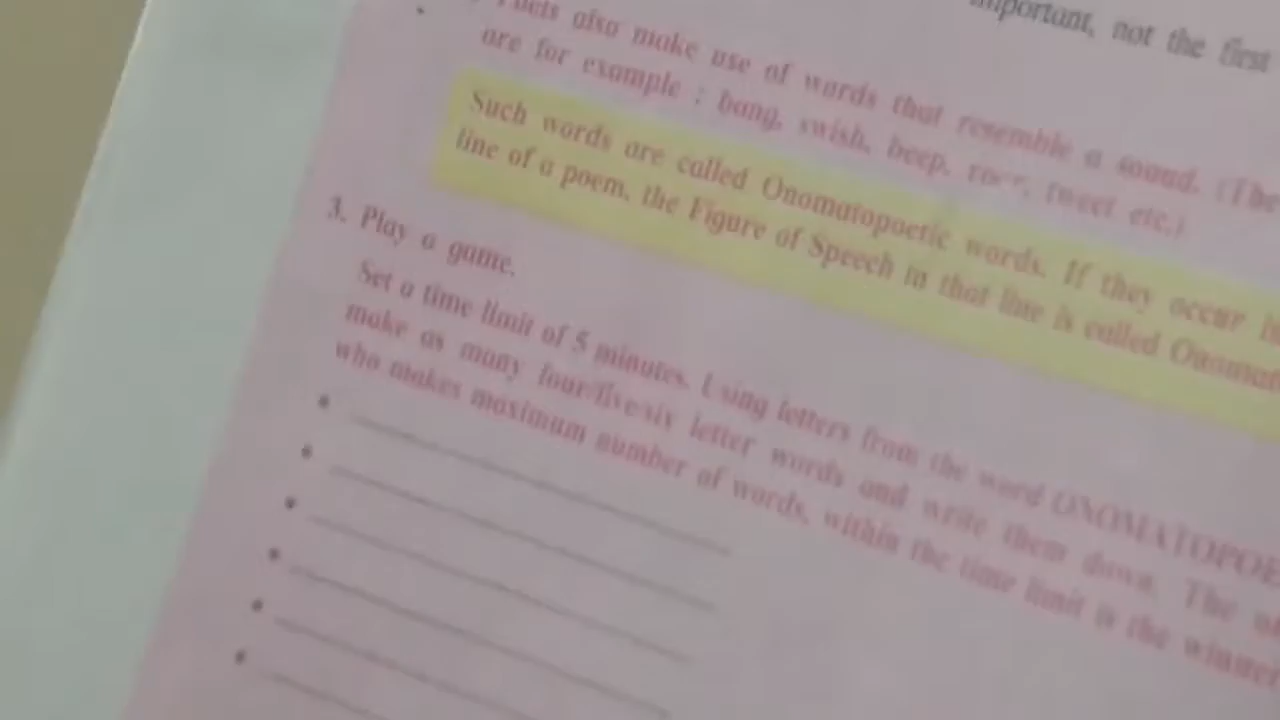 important, not the first
also make use of words that resemble a sound. (The
are for example : bang, swish, beep, roar, tweet etc.)
Such words are called Onomatopoetic words. If they occur in
line of a poem, the Figure of Speech in that line is called Onomat
3. Play a game.
Set a time limit of 5 minutes. Using letters from the word ONOMATOPOE
make as many four/five/six letter words and write them down. The
who makes maximum number of words, within the time limit is the winner